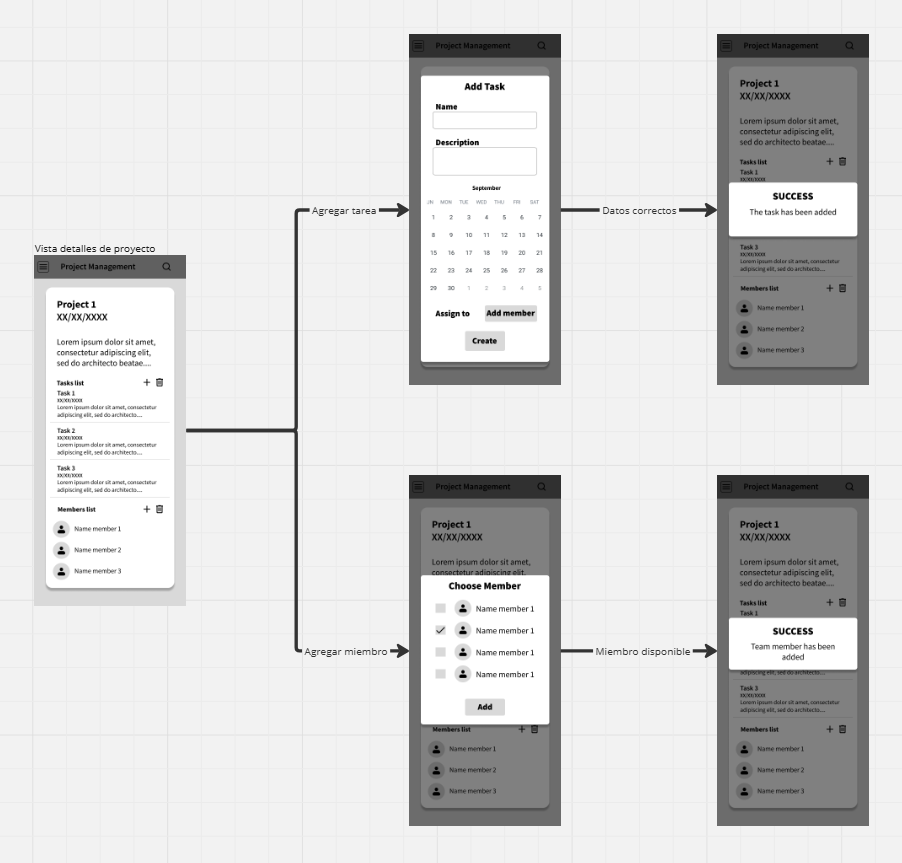 Vista detalles de proyecto
Project Management
Project 1
XX/XX/XXXX
Lorem ipsum dolor sit amet,
consectetur adipiscing elit,
sed do architecto beatae....
Tasks list
Task 1
XX/XX/XXXX
Lorem ipsum dolor sit amet, consectetur
adipiscing elit, sed do architecto....
Task 2
XX/XX/XXXX
Lorem ipsum dolor sit amet, consectetur
adipiscing elit, sed do architecto....
Task 3
XX/XX/XXXX
Lorem ipsum dolor sit amet, consectetur
adipiscing elit, sed do architecto....
Members list
Name member 1
Name member 2
Name member 3
Agregar tarea
Project Management
Add Task
Name
Description
September
JN MON TUE WED THU FRI SAT
1 2 3 4 5 6 7
8 9 10 11 12 13 14
15 16 17 18 19 20 21
22 23 24 25 26 27 28
29 30 1 2 3 4 5
Assign to Add member
Create
Datos correctos
Project Management
Project 1
XX/XX/XXXX
Lorem ipsum dolor sit amet,
consectetur adipiscing elit,
sed do architecto beatae....
Tasks list
Task 1
XX/XX/XXXX
SUCCESS
The task has been added
Task 3
XX/XX/XXXX
Lorem ipsum dolor sit amet, consectetur
adipiscing elit, sed do architecto....
Members list
Name member 1
Name member 2
Name member 3
Agregar miembro
Project Management
Project 1
XX/XX/XXXX
Lorem ipsum dolor sit amet,
consectetur adipiscing elit,
Choose Member
Name member 1
Name member 1
Name member 1
Name member 1
Add
Members list
Name member 1
Name member 2
Name member 3
Miembro disponible
Project Management
Project 1
XX/XX/XXXX
Lorem ipsum dolor sit amet,
consectetur adipiscing elit,
sed do architecto beatae....
Tasks list
Task 1
SUCCESS
Team member has been
added
adipiscing elit, sed do architecto....
Task 3
XX/XX/XXXX
Lorem ipsum dolor sit amet, consectetur
adipiscing elit, sed do architecto....
Members list
Name member 1
Name member 2
Name member 3